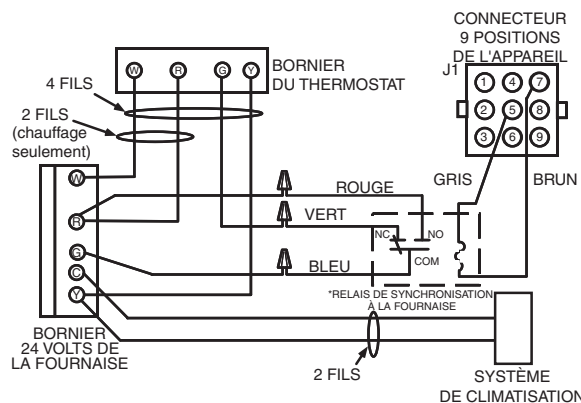 CONNECTEUR
9 POSITIONS
DE L'APPAREIL
J1
1 4 7
2 5 8
3 6 9
W R G Y
BORNIER
DU THERMOSTAT
4 FILS
2 FILS
(chauffage
seulement)
W
R
G
C
Y
GRIS
BRUN
ROUGE
VERT
BLEU
NC
NO
COM
*RELAIS DE SYNCHRONISATION
À LA FOURNAISE
BORNIER
24 VOLTS DE
LA FOURNAISE
2 FILS
SYSTÈME
DE CLIMATISATION